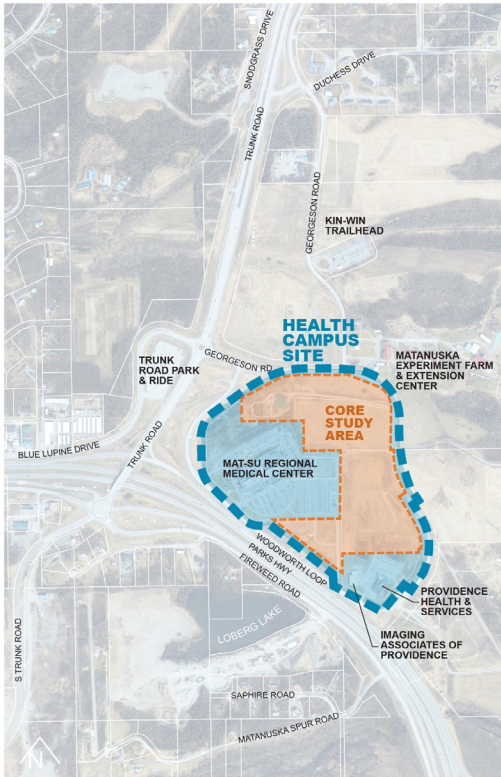 SNODGRASS DRIVE
DUCHESS DRIVE
TRUNK ROAD
GEORGESON ROAD
KIN-WIN
TRAILHEAD
HEALTH
CAMPUS
SITE
TRUNK
ROAD PARK
& RIDE
GEORGESON RD
MATANUSKA
EXPERIMENT FARM
& EXTENSION
CENTER
CORE
STUDY
AREA
BLUE LUPINE DRIVE
TRUNK ROAD
MAT-SU REGIONAL
MEDICAL CENTER
WOODWORTH LOOP
PARKS HWY
FIREWEED ROAD
PROVIDENCE
HEALTH &
SERVICES
IMAGING
ASSOCIATES OF
PROVIDENCE
LOBERG LAKE
S TRUNK ROAD
SAPHIRE ROAD
MATANUSKA SPUR ROAD
N